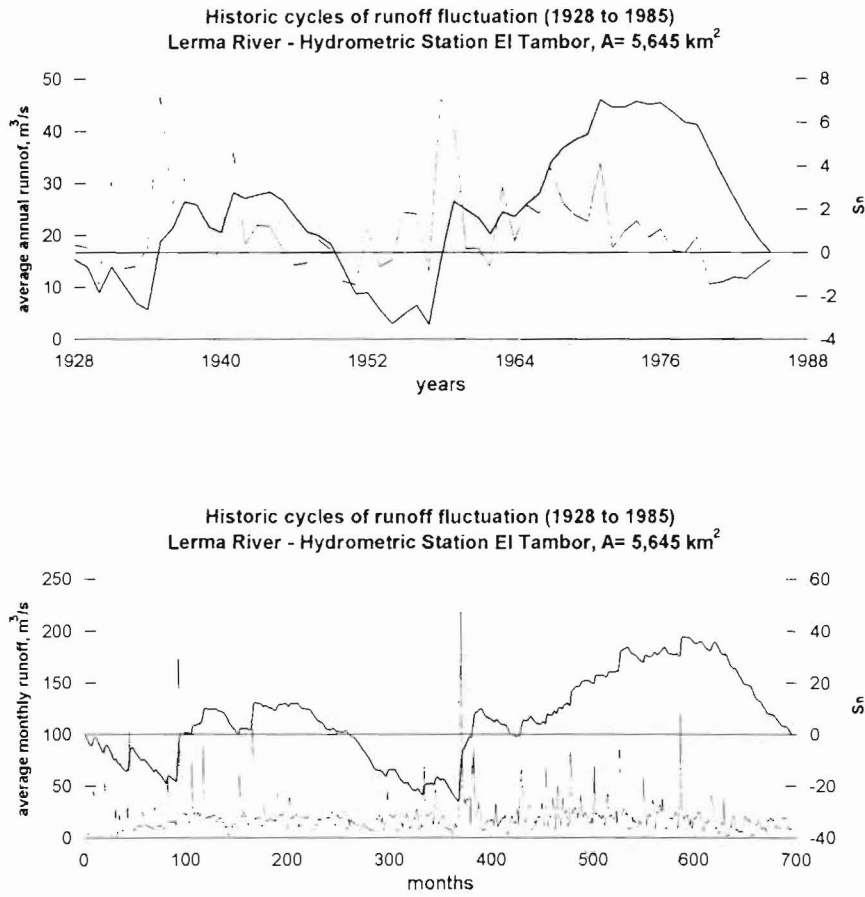 Historic cycles of runoff fluctuation (1928 to 1985)
Lerma River - Hydrometric Station El Tambor, A= 5,645 km²
average annual runnof, m³/s
50
40
30
20
10
0
8
6
4
2
0
-2
-4
Sn
1928 1940 1952 1964 1976 1988
years
Historic cycles of runoff fluctuation (1928 to 1985)
Lerma River - Hydrometric Station El Tambor, A= 5,645 km²
average monthly runoff, m³/s
250
200
150
100
50
0
60
40
20
0
-20
-40
Sn
0 100 200 300 400 500 600 700
months